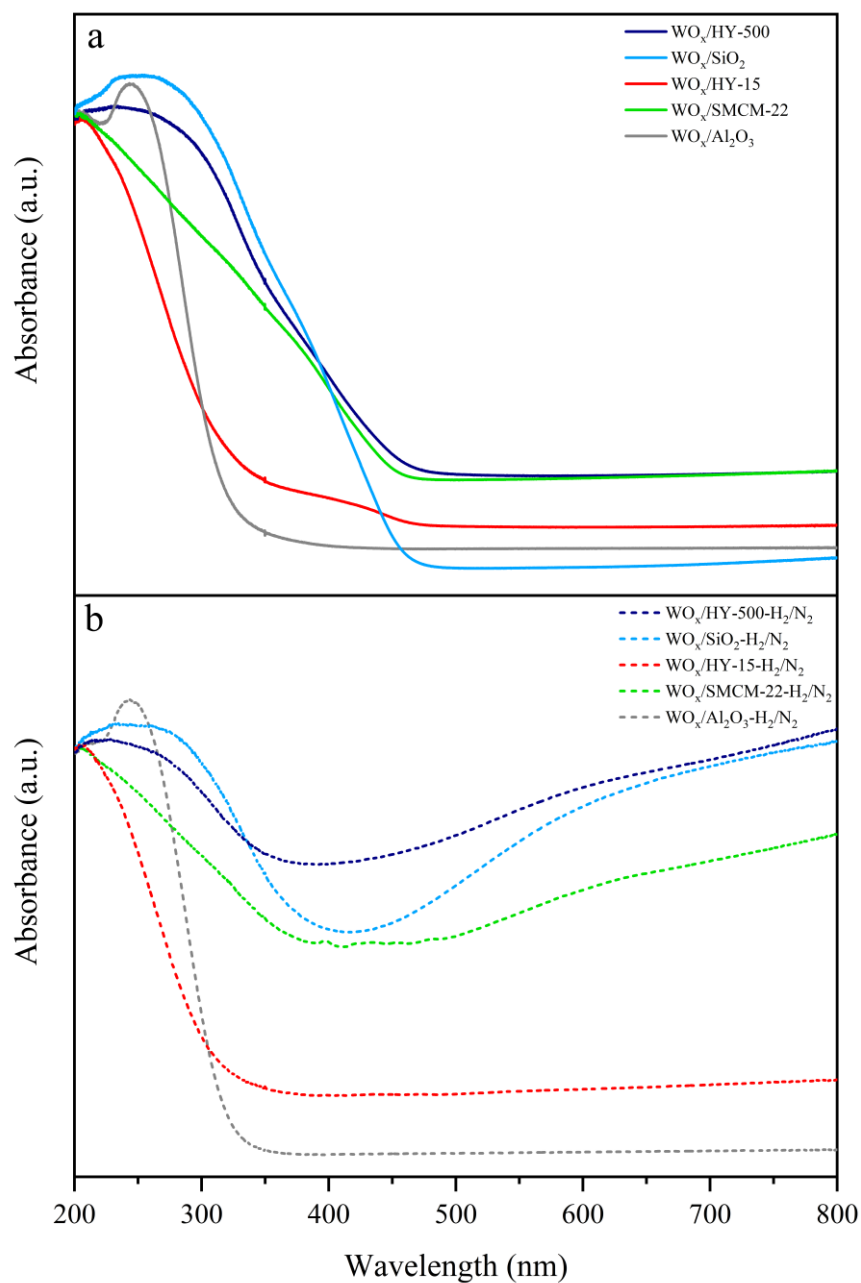 a
WOₓ/HY-500
WOₓ/SiO₂
WOₓ/HY-15
WOₓ/SMCM-22
WOₓ/Al₂O₃
Absorbance (a.u.)
b
WOₓ/HY-500-H₂/N₂
WOₓ/SiO₂-H₂/N₂
WOₓ/HY-15-H₂/N₂
WOₓ/SMCM-22-H₂/N₂
WOₓ/Al₂O₃-H₂/N₂
Absorbance (a.u.)
200 300 400 500 600 700 800
Wavelength (nm)